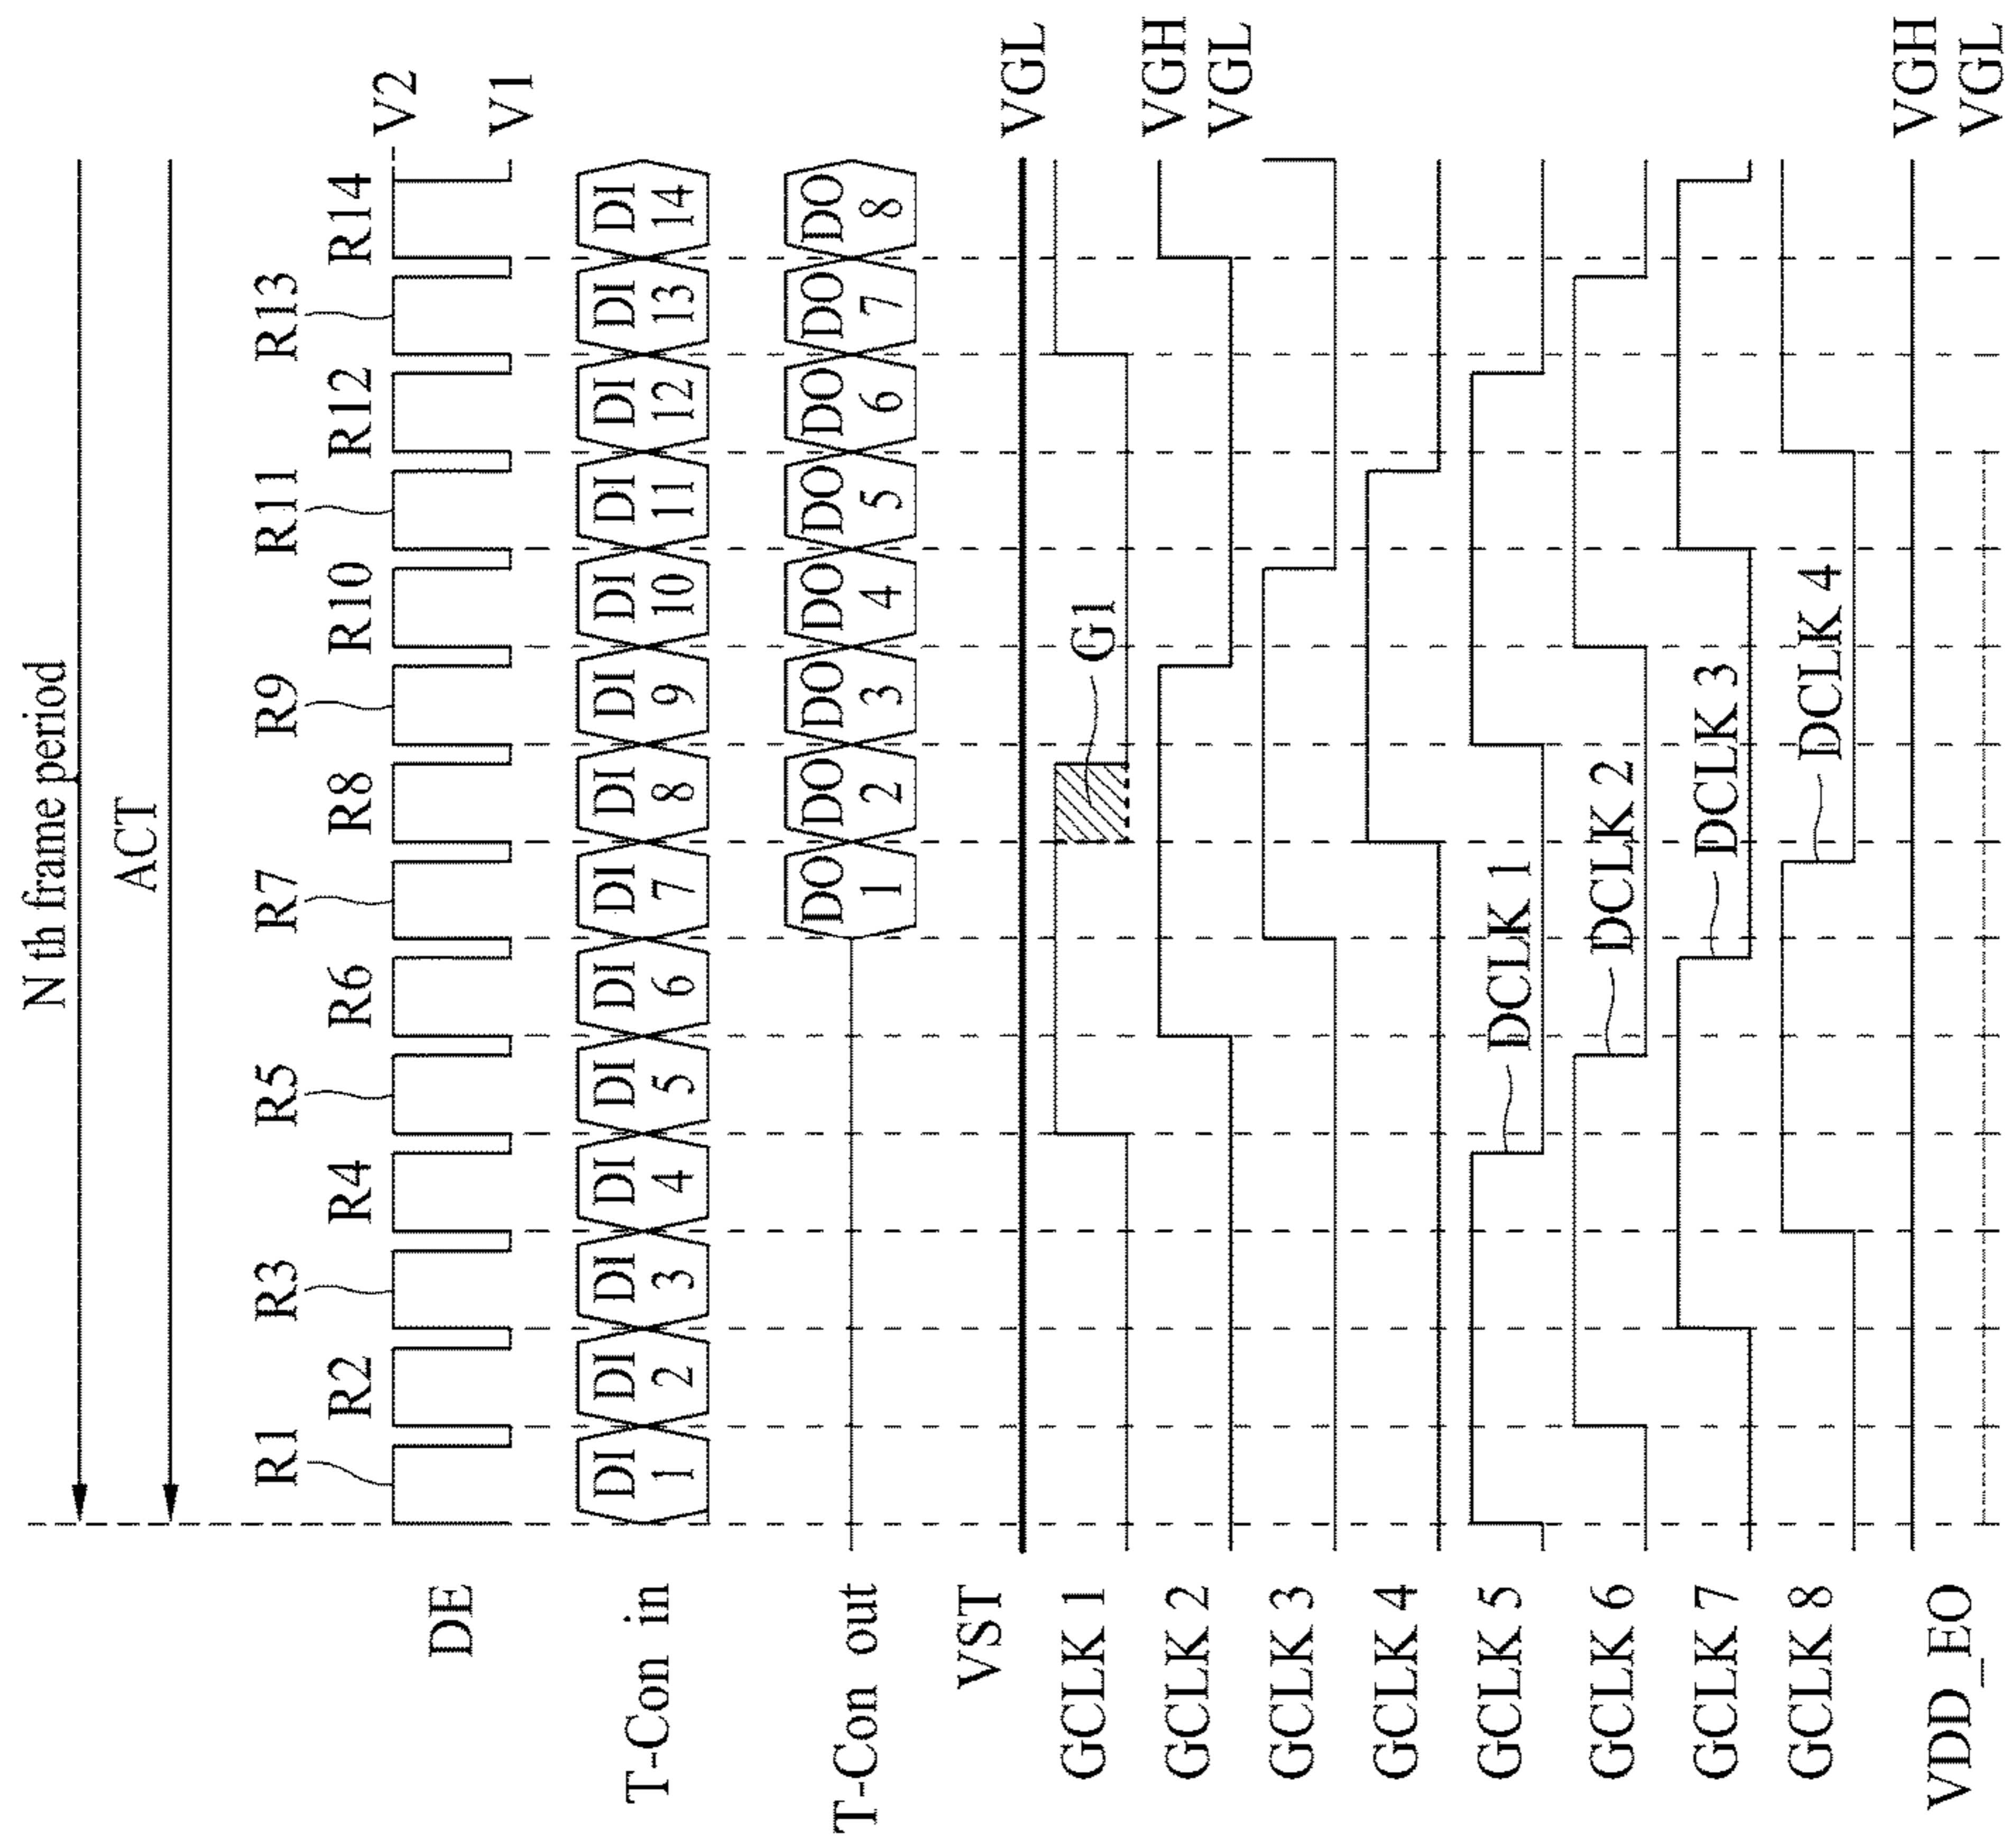 N th frame period
ACT
R1 R2 R3 R4 R5 R6 R7 R8 R9 R10 R11 R12 R13 R14
DE V2
V1
T-Con in DI 1 DI 2 DI 3 DI 4 DI 5 DI 6 DI 7 DI 8 DI 9 DI 10 DI 11 DI 12 DI 13 DI 14
T-Con out DO 1 DO 2 DO 3 DO 4 DO 5 DO 6 DO 7 DO 8
VST VGL
GCLK 1 G1
GCLK 2 VGH
VGL
GCLK 3
GCLK 4
GCLK 5 DCLK 1
GCLK 6 DCLK 2
GCLK 7 DCLK 3
GCLK 8 DCLK 4
VDD_EO VGH
VGL